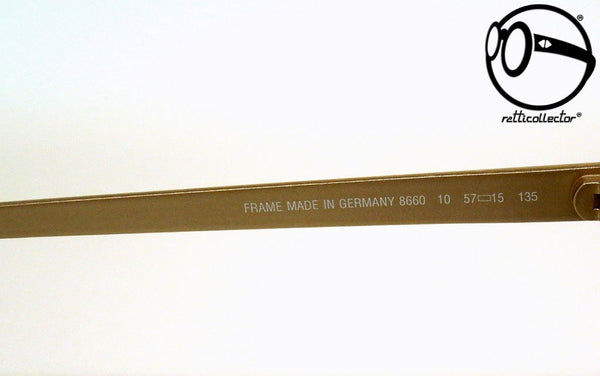 retticollector®
FRAME MADE IN GERMANY 8660 10 57▭15 135